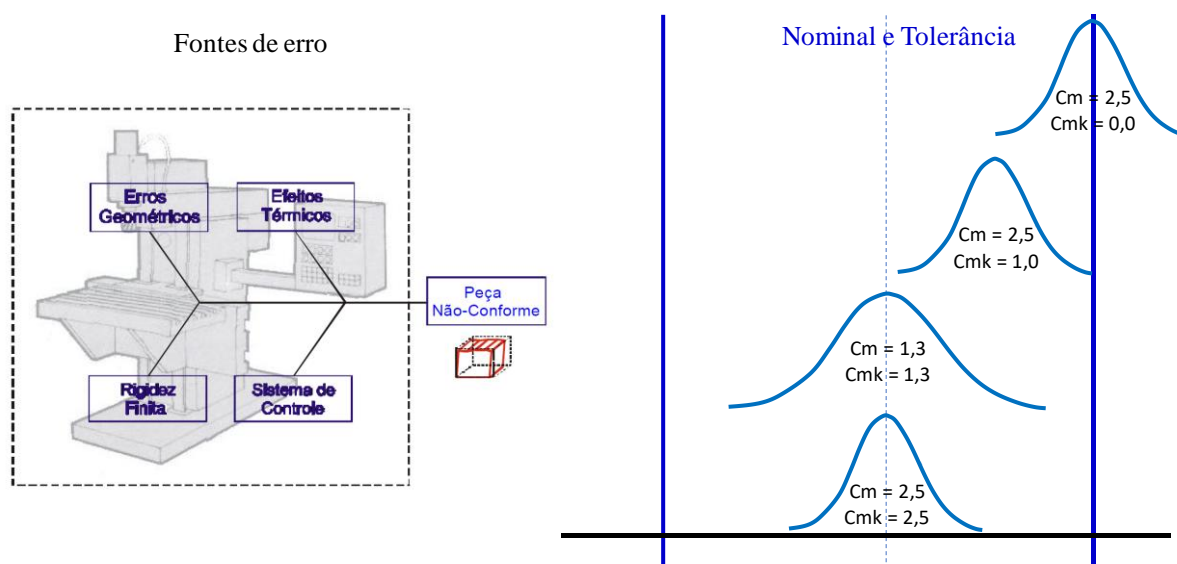 Fontes de erro
Erros
Geométricos
Efeitos
Térmicos
Peça
Não-Conforme
Rigidez
Finita
Sistema de
Controle
Nominal e Tolerância
Cm = 2,5
Cmk = 0,0
Cm = 2,5
Cmk = 1,0
Cm = 1,3
Cmk = 1,3
Cm = 2,5
Cmk = 2,5